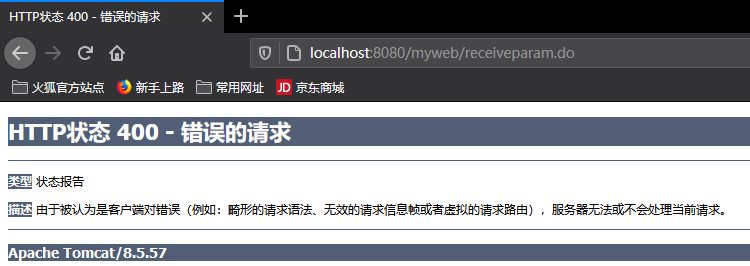 HTTP状态 400 - 错误的请求
localhost:8080/myweb/receiveparam.do
火狐官方站点 新手上路 常用网址 JD 京东商城
HTTP状态 400 - 错误的请求
类型 状态报告
描述 由于被认为是客户端对错误（例如：畸形的请求语法、无效的请求信息帧或者虚拟的请求路由），服务器无法或不会处理当前请求。
Apache Tomcat/8.5.57